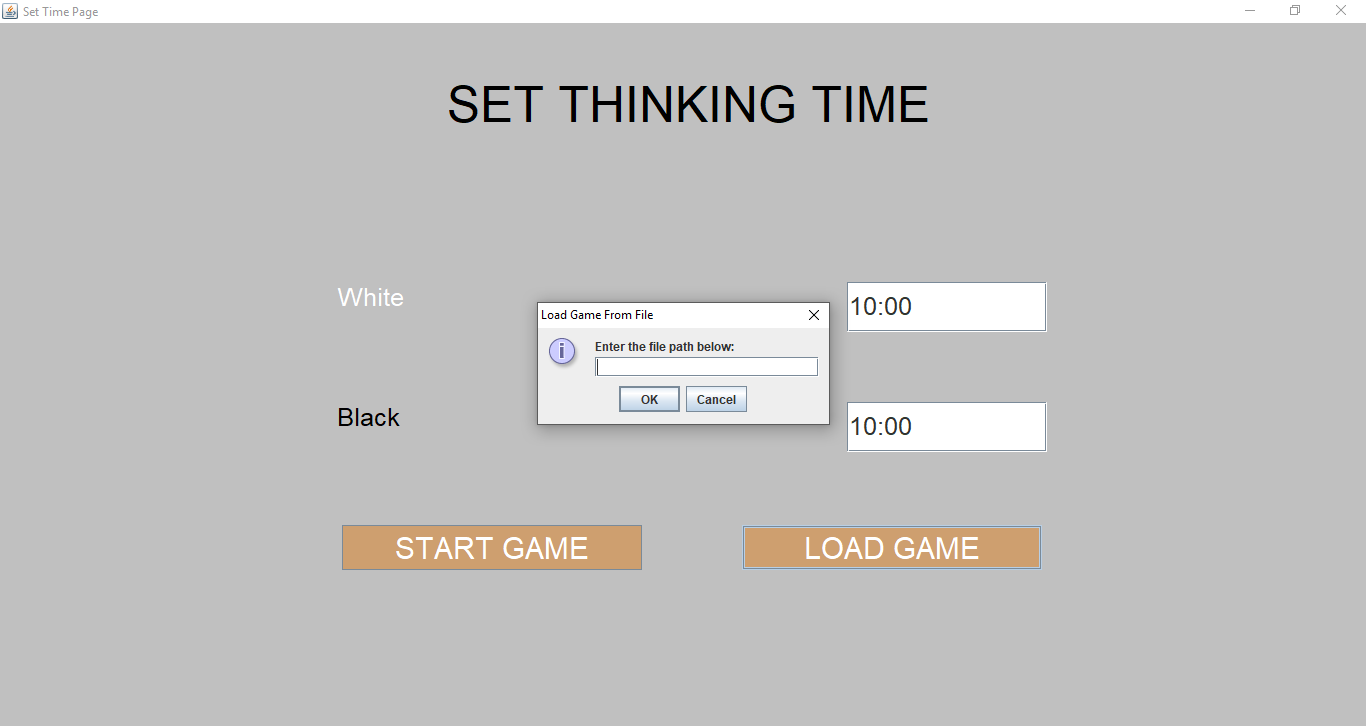 Set Time Page
SET THINKING TIME
White
10:00
Load Game From File
Enter the file path below:
OK
Cancel
Black
10:00
START GAME
LOAD GAME